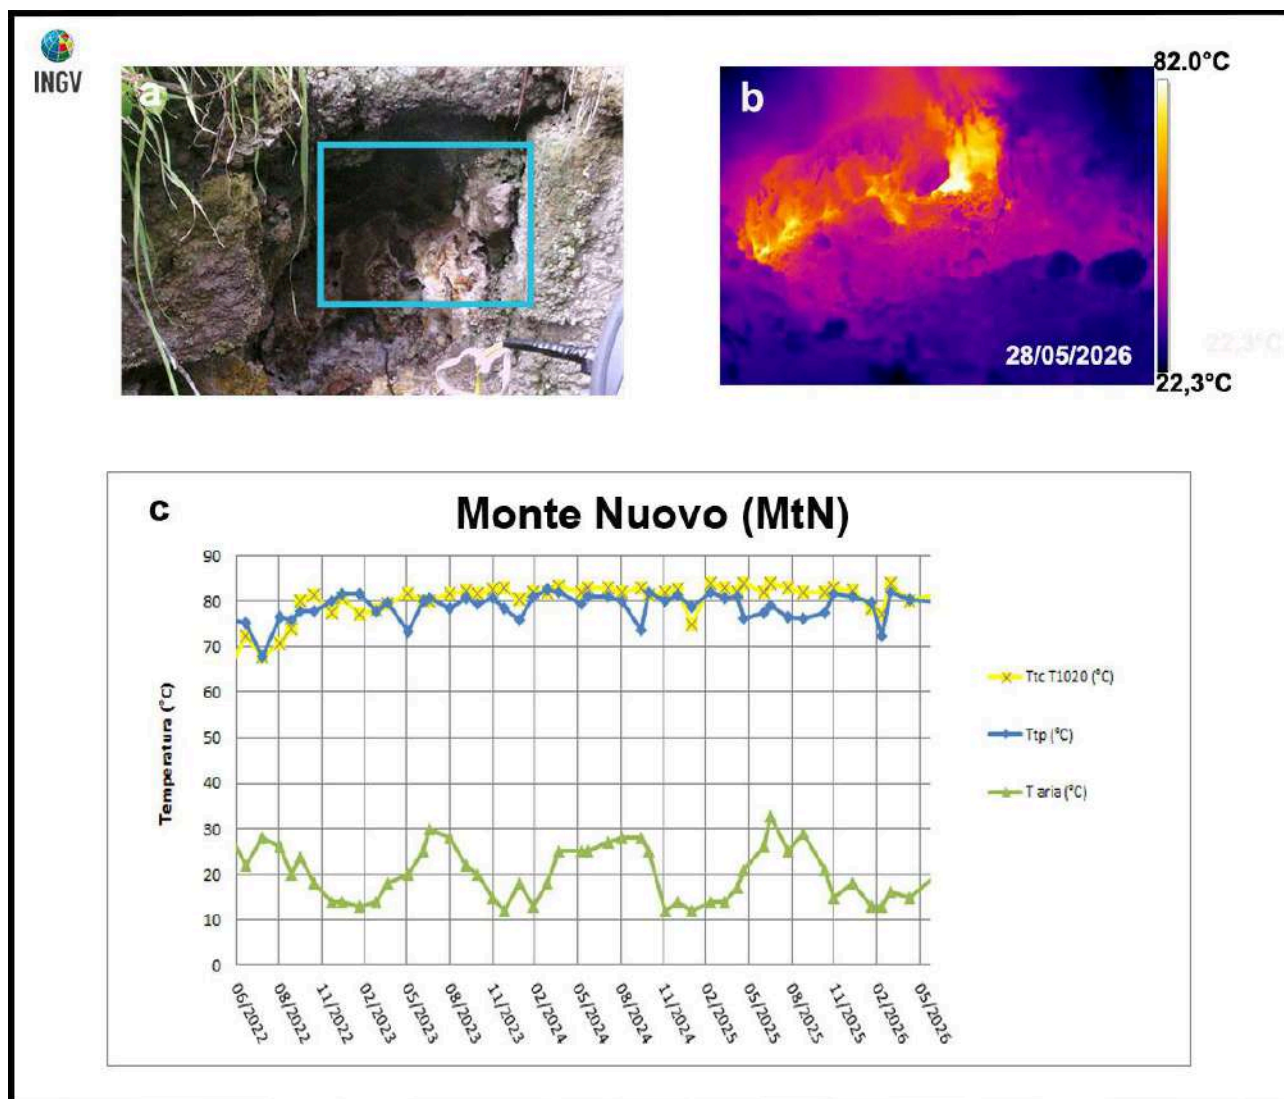 INGV
a
b
82.0°C
28/05/2026
22,3°C
22,3°C
c
Monte Nuovo (MtN)
Temperatura (°C)
90
80
70
60
50
40
30
20
10
0
06/2022
08/2022
11/2022
02/2023
05/2023
08/2023
11/2023
02/2024
05/2024
08/2024
11/2024
02/2025
05/2025
08/2025
11/2025
02/2026
05/2026
Ttc T1020 (°C)
Ttp (°C)
T aria (°C)